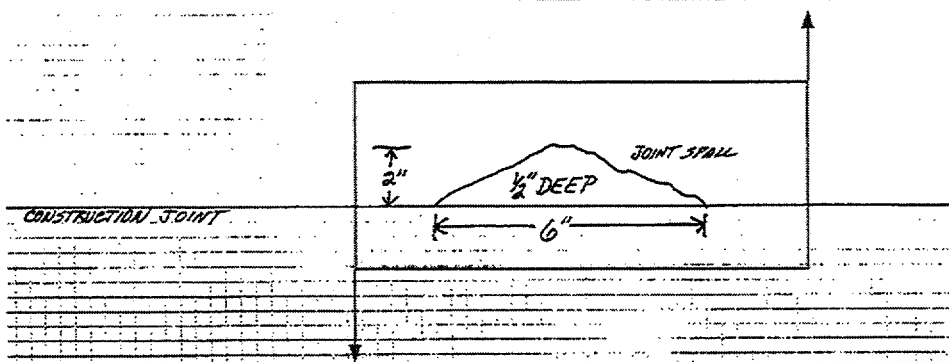 JOINT SPALL
2"
½" DEEP
CONSTRUCTION JOINT
6"